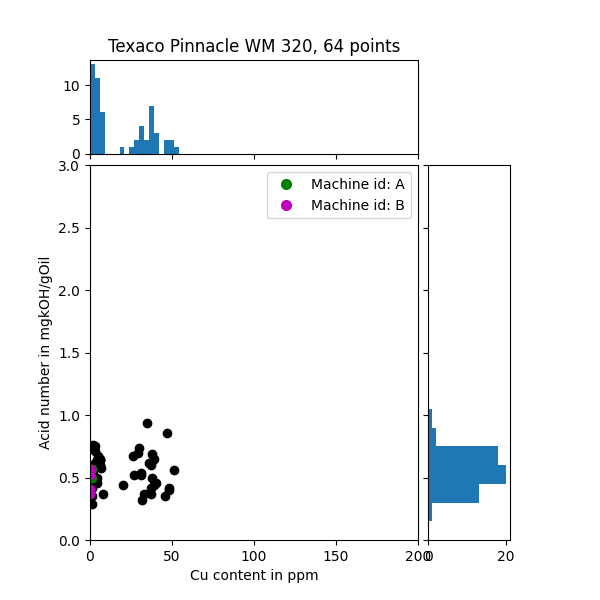 Texaco Pinnacle WM 320, 64 points
10
5
0
3.0
2.5
2.0
1.5
1.0
0.5
0.0
Acid number in mgkOH/gOil
Machine id: A
Machine id: B
0 50 100 150 200
0 20
Cu content in ppm